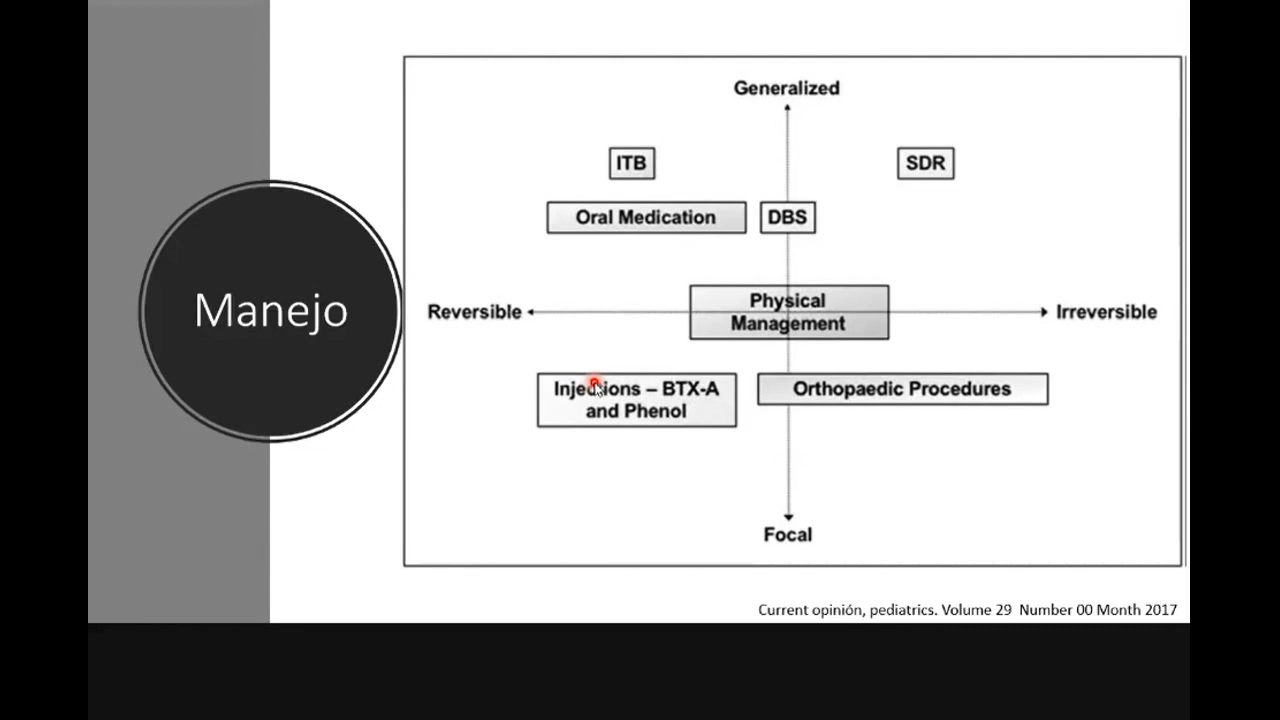 Manejo
Generalized
ITB
SDR
Oral Medication
DBS
Physical
Management
Reversible
Irreversible
Injections – BTX-A
and Phenol
Orthopaedic Procedures
Focal
Current opinión, pediatrics. Volume 29 Number 00 Month 2017